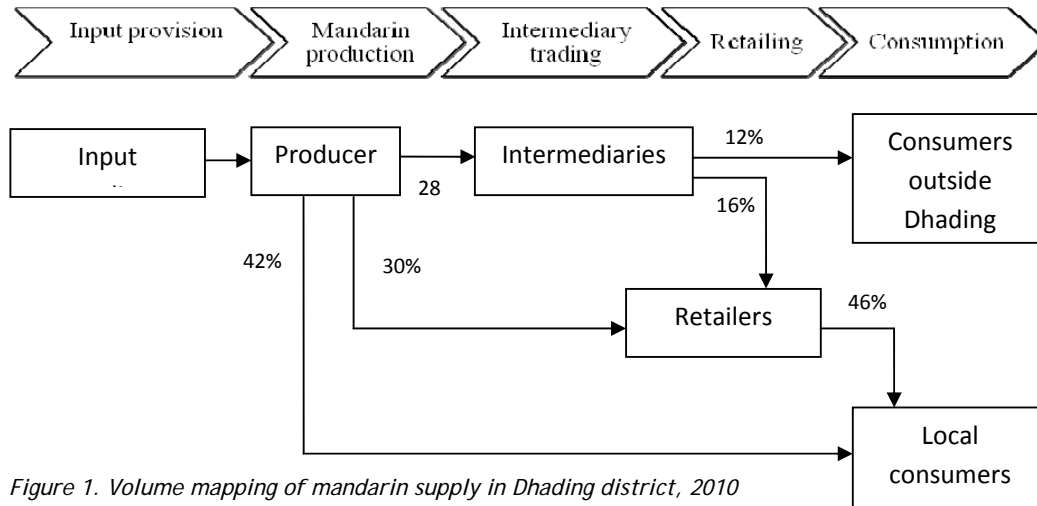 Input provision
Mandarin
production
Intermediary
trading
Retailing
Consumption
Input
Producer
Intermediaries
Consumers
outside
Dhading
28
12%
16%
42%
30%
Retailers
46%
Local
consumers
Figure 1. Volume mapping of mandarin supply in Dhading district, 2010